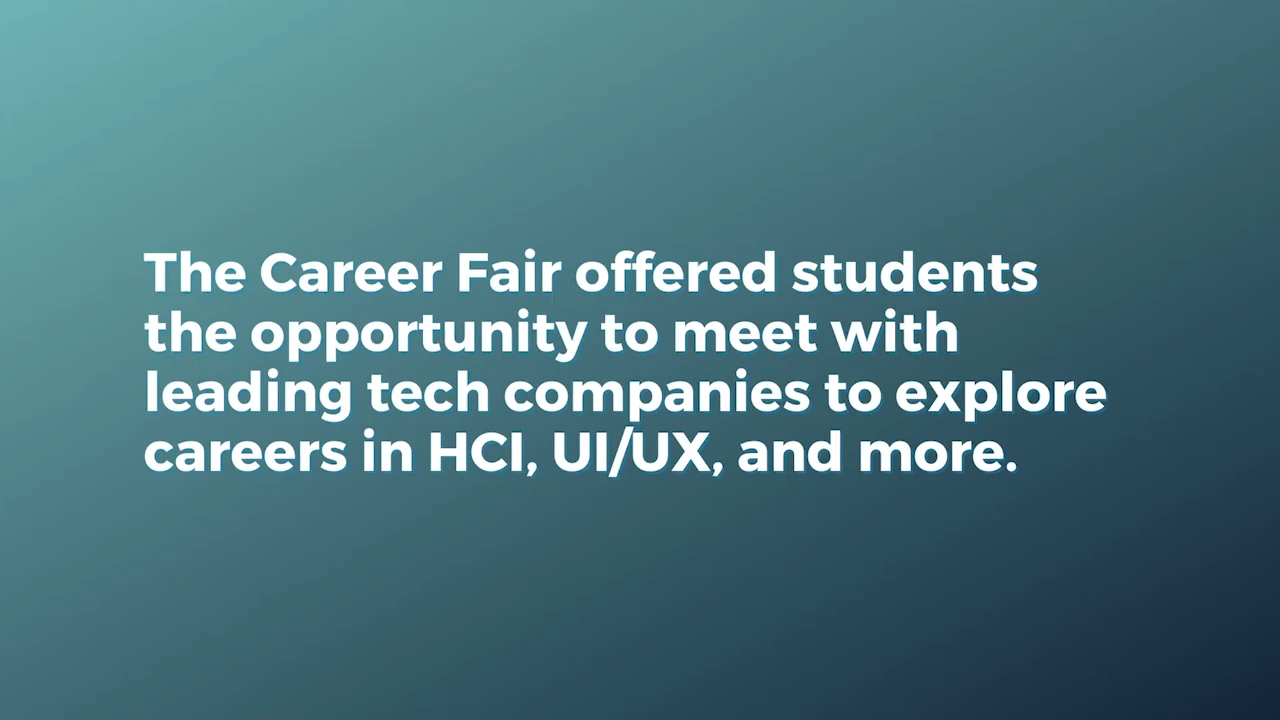 The Career Fair offered students
the opportunity to meet with
leading tech companies to explore
careers in HCI, UI/UX, and more.